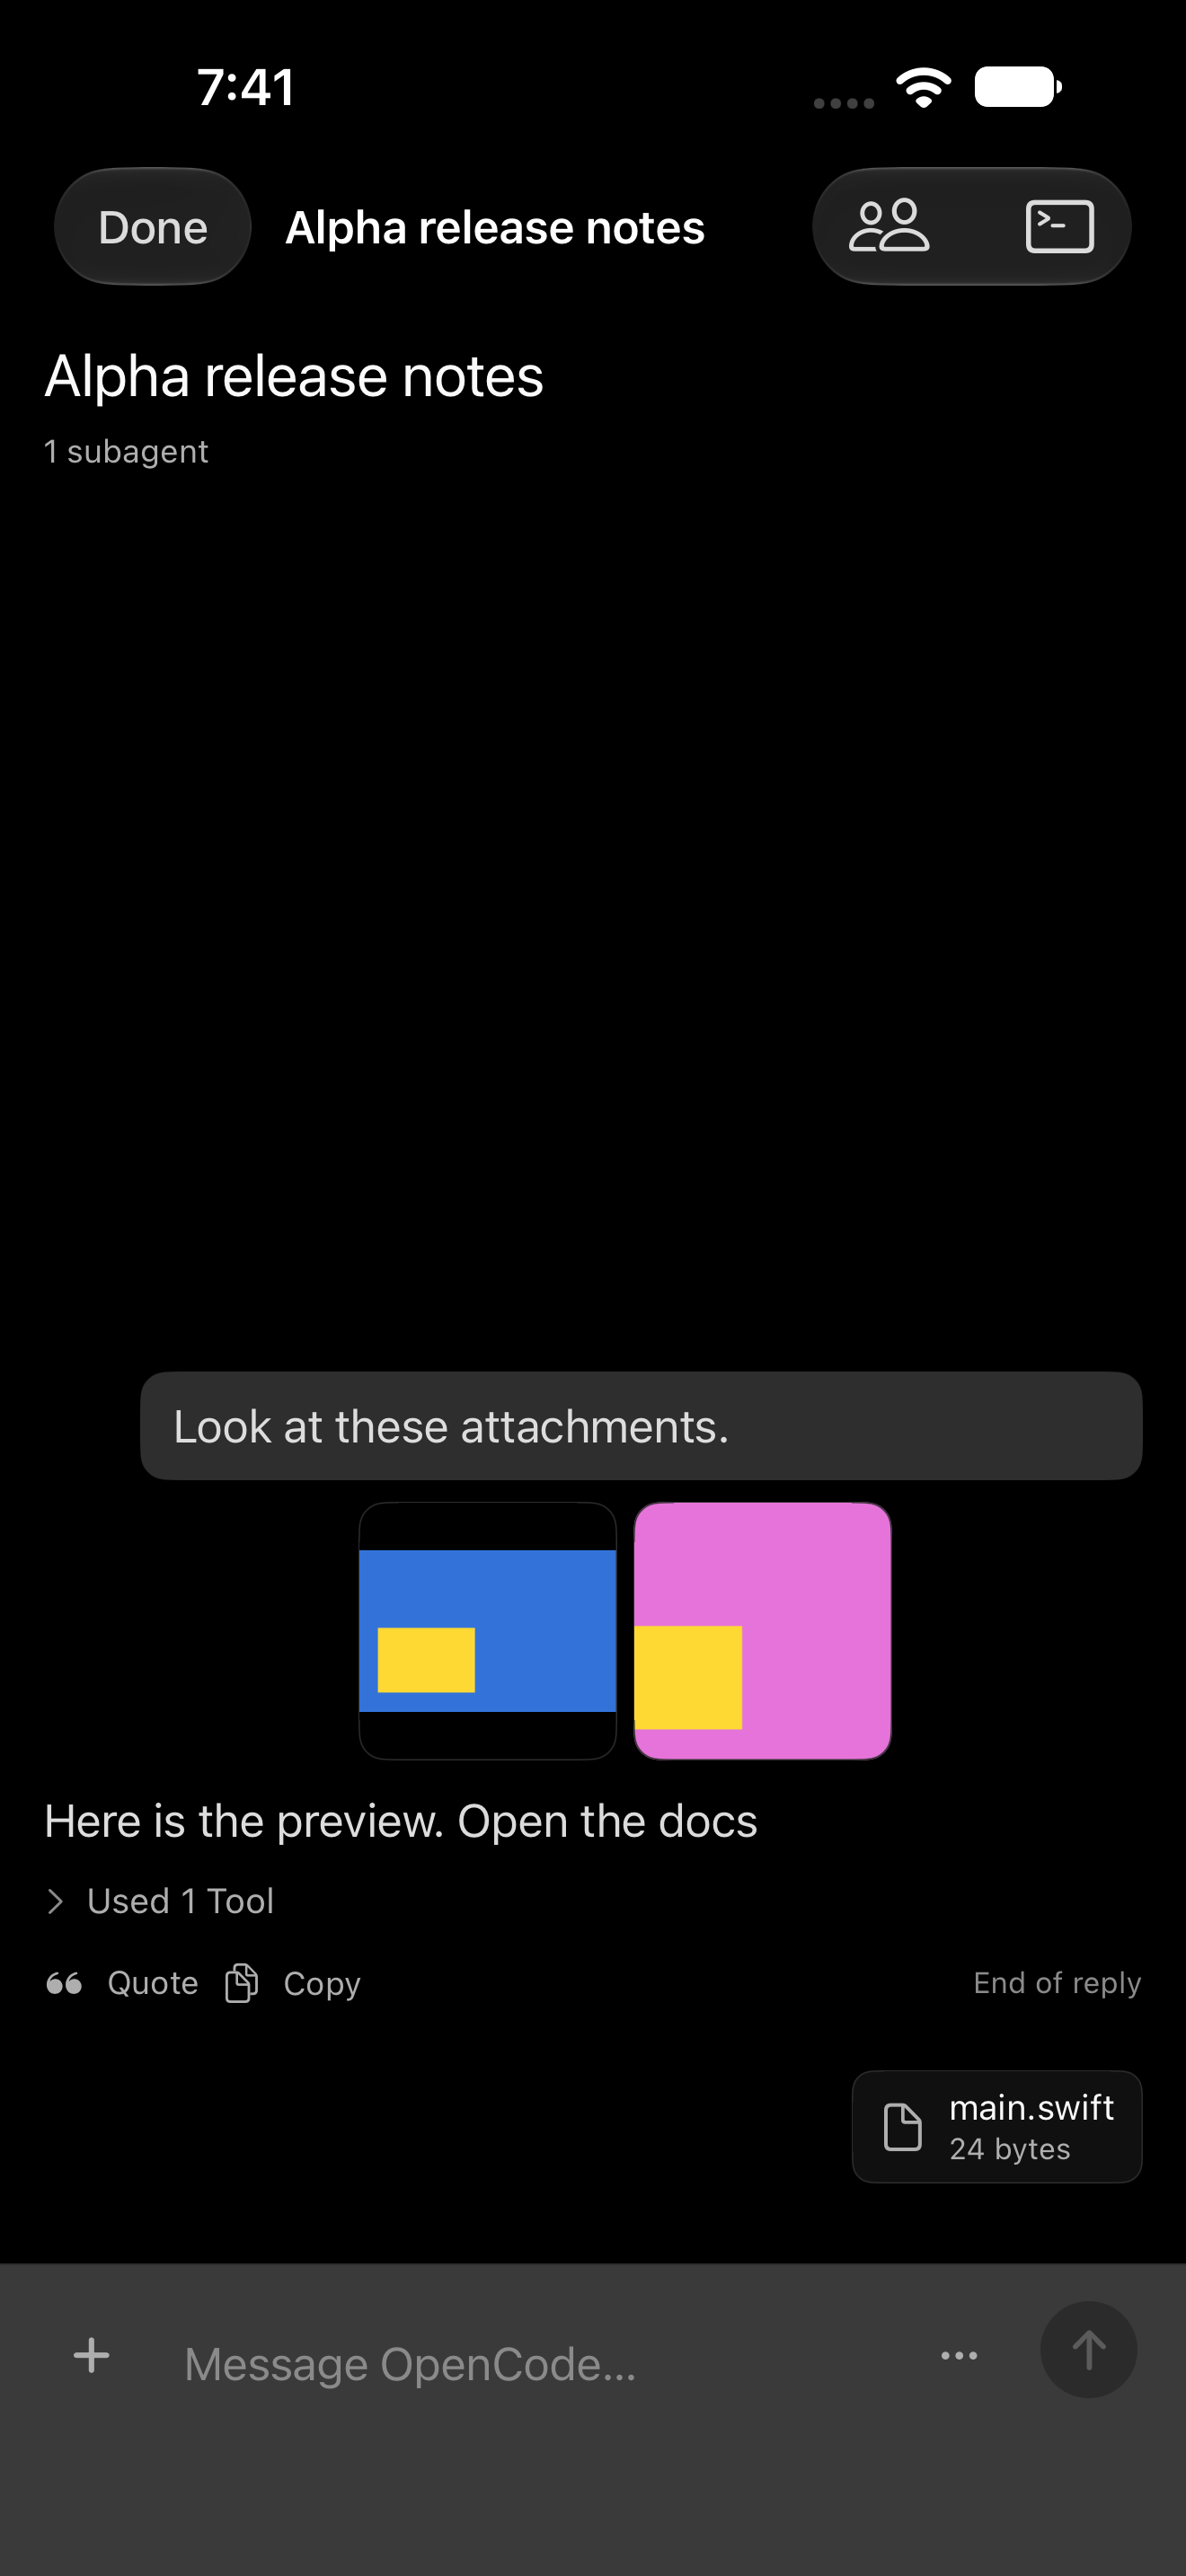 7:41
Done
Alpha release notes
Alpha release notes
1 subagent
Look at these attachments.
Here is the preview. Open the docs
Used 1 Tool
Quote
Copy
End of reply
main.swift
24 bytes
Message OpenCode...